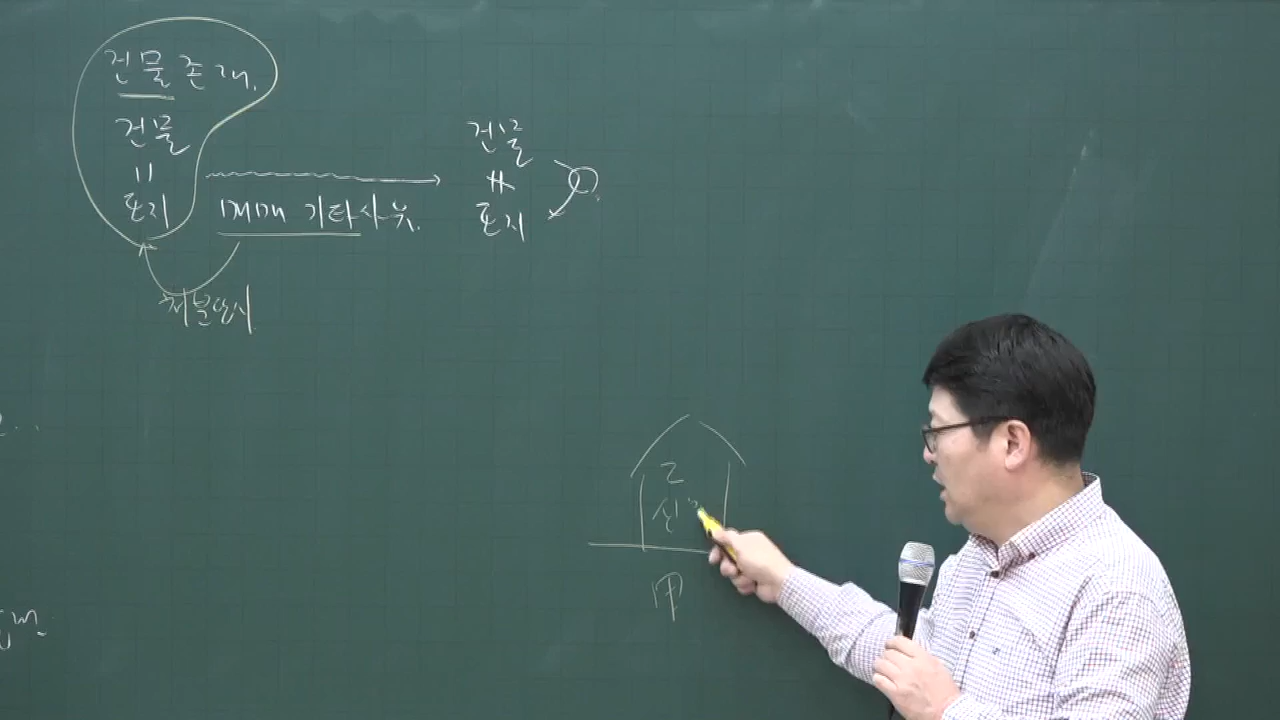 건물 존재.
건물
=
토지
매매 기타사유.
처분당시
건물
≠
토지
乙
신
甲